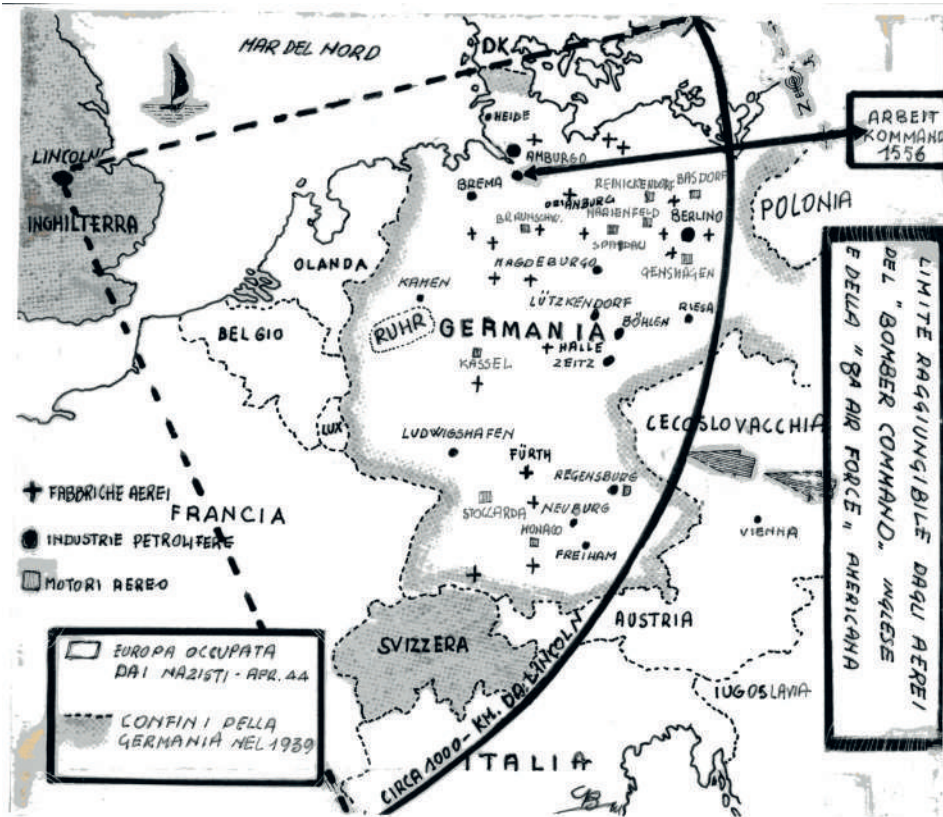 MAR DEL NORD
DK
HEIDE
ARBEIT
KOMMAND
1556
LINCOLN
AMBURGO
BREMA
ORIANBURG
REINICKENDORF
BASDORF
POLONIA
INGHILTERRA
BRAUNSCHW.
MARIENFELD
BERLINO
SPANDAU
OLANDA
MAGDEBURGO
GENSHAGEN
KAMEN
LÜTZKENDORF
RIESA
BELGIO
RUHR
GERMANIA
BÖHLEN
HALLE
KASSEL
ZEITZ
LUX
LUDWIGSHAFEN
CECOSLOVACCHIA
FÜRTH
REGENSBURG
FABBRICHE AEREI
FRANCIA
STOCCARDA
NEUBURG
VIENNA
INDUSTRIE PETROLIFERE
MONACO
FREIHAM
MOTORI AEREO
AUSTRIA
SVIZZERA
EUROPA OCCUPATA
DAI NAZISTI - APR. 44
CONFINI DELLA
GERMANIA NEL 1939
IUGOSLAVIA
CIRCA 1000 - KM. DA LINCOLN
ITALIA
LIMITE RAGGIUNGIBILE DAGLI AEREI
DEL "BOMBER COMMAND" INGLESE
E DELLA "8A AIR FORCE" AMERICANA